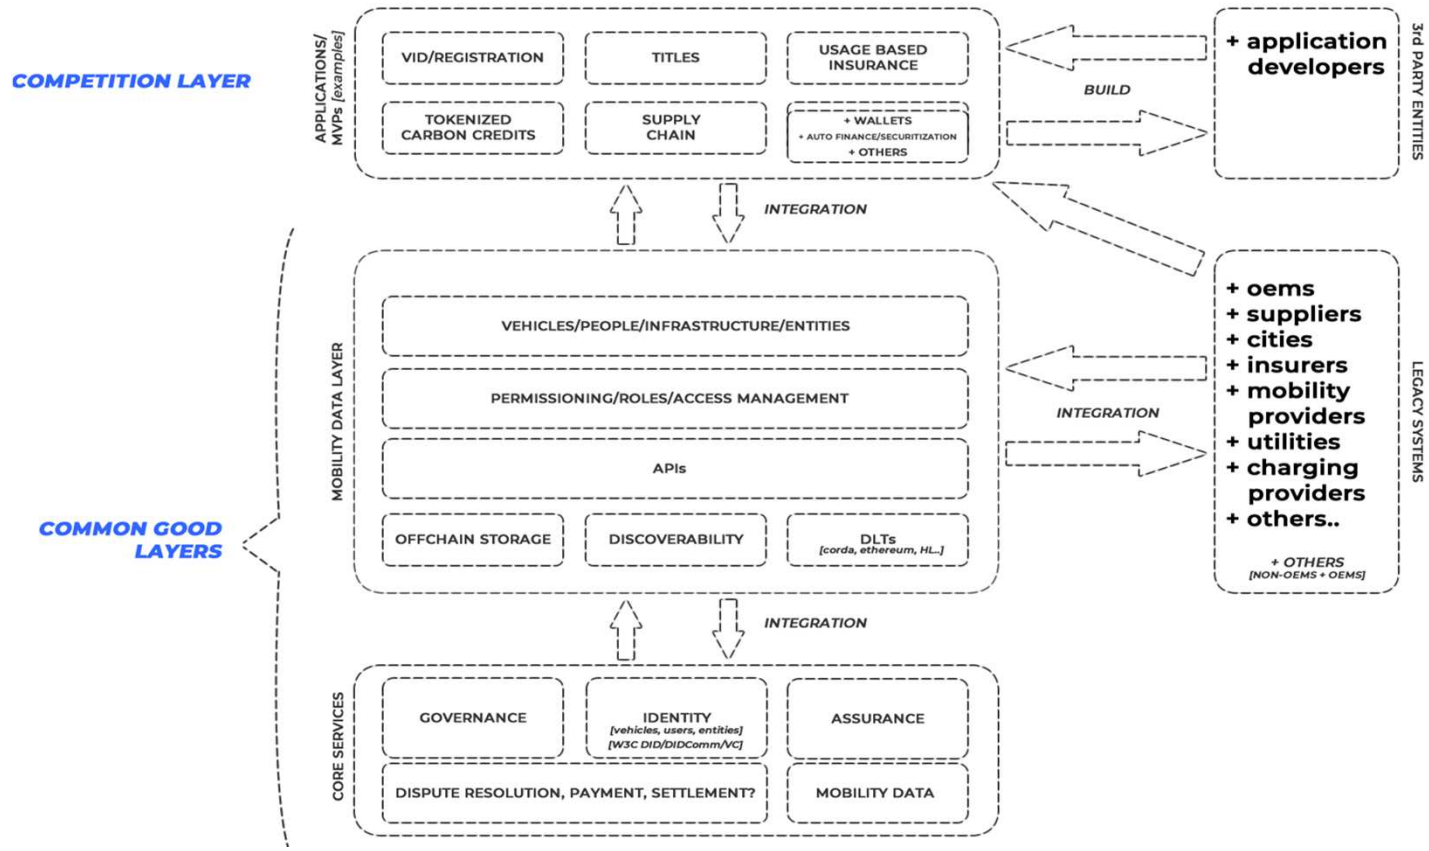 COMPETITION LAYER
APPLICATIONS/
MVPs [examples]
VID/REGISTRATION
TITLES
USAGE BASED
INSURANCE
TOKENIZED
CARBON CREDITS
SUPPLY
CHAIN
+ WALLETS
+ AUTO FINANCE/SECURITIZATION
+ OTHERS
BUILD
+ application
developers
3rd PARTY ENTITIES
INTEGRATION
COMMON GOOD
LAYERS
MOBILITY DATA LAYER
VEHICLES/PEOPLE/INFRASTRUCTURE/ENTITIES
PERMISSIONING/ROLES/ACCESS MANAGEMENT
APIs
OFFCHAIN STORAGE
DISCOVERABILITY
DLTs
[corda, ethereum, HL..]
INTEGRATION
+ oems
+ suppliers
+ cities
+ insurers
+ mobility
providers
+ utilities
+ charging
providers
+ others..
+ OTHERS
[NON-OEMS + OEMS]
LEGACY SYSTEMS
INTEGRATION
CORE SERVICES
GOVERNANCE
IDENTITY
[vehicles, users, entities]
[W3C DID/DIDComm/VC]
ASSURANCE
DISPUTE RESOLUTION, PAYMENT, SETTLEMENT?
MOBILITY DATA